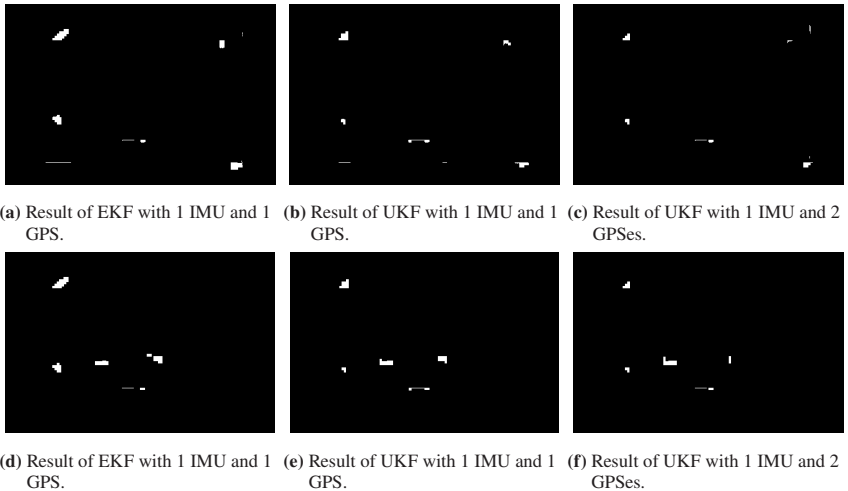 (a) Result of EKF with 1 IMU and 1 GPS.
(b) Result of UKF with 1 IMU and 1 GPS.
(c) Result of UKF with 1 IMU and 2 GPSes.
(d) Result of EKF with 1 IMU and 1 GPS.
(e) Result of UKF with 1 IMU and 1 GPS.
(f) Result of UKF with 1 IMU and 2 GPSes.